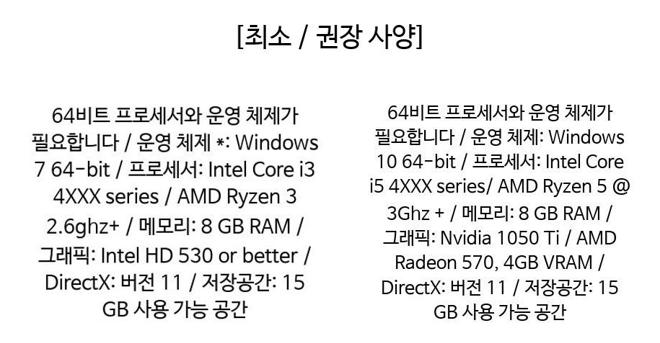 [최소 / 권장 사양]
64비트 프로세서와 운영 체제가
필요합니다 / 운영 체제 *: Windows
7 64-bit / 프로세서: Intel Core i3
4XXX series / AMD Ryzen 3
2.6ghz+ / 메모리: 8 GB RAM /
그래픽: Intel HD 530 or better /
DirectX: 버전 11 / 저장공간: 15
GB 사용 가능 공간
64비트 프로세서와 운영 체제가
필요합니다 / 운영 체제: Windows
10 64-bit / 프로세서: Intel Core
i5 4XXX series/ AMD Ryzen 5 @
3Ghz + / 메모리: 8 GB RAM /
그래픽: Nvidia 1050 Ti / AMD
Radeon 570, 4GB VRAM /
DirectX: 버전 11 / 저장공간: 15
GB 사용 가능 공간